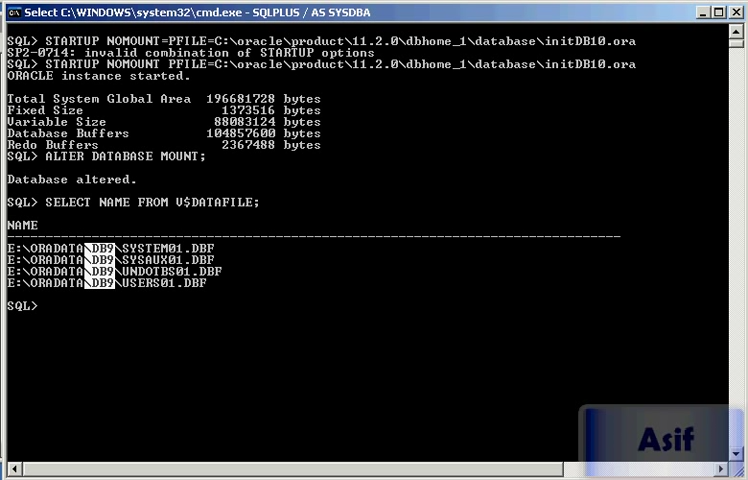 Select C:\WINDOWS\system32\cmd.exe - SQLPLUS / AS SYSDBA
SQL> STARTUP NOMOUNT=PFILE=C:\oracle\product\11.2.0\dbhome_1\database\initDB10.ora
SP2-0714: invalid combination of STARTUP options
SQL> STARTUP NOMOUNT PFILE=C:\oracle\product\11.2.0\dbhome_1\database\initDB10.ora
ORACLE instance started.
Total System Global Area  196681728 bytes
Fixed Size                  1373516 bytes
Variable Size              88083124 bytes
Database Buffers          104857600 bytes
Redo Buffers                2367488 bytes
SQL> ALTER DATABASE MOUNT;
Database altered.
SQL> SELECT NAME FROM V$DATAFILE;
NAME
--------------------------------------------------------------------------------
E:\ORADATA\DB9\SYSTEM01.DBF
E:\ORADATA\DB9\SYSAUX01.DBF
E:\ORADATA\DB9\UNDOTBS01.DBF
E:\ORADATA\DB9\USERS01.DBF
SQL>
Asif